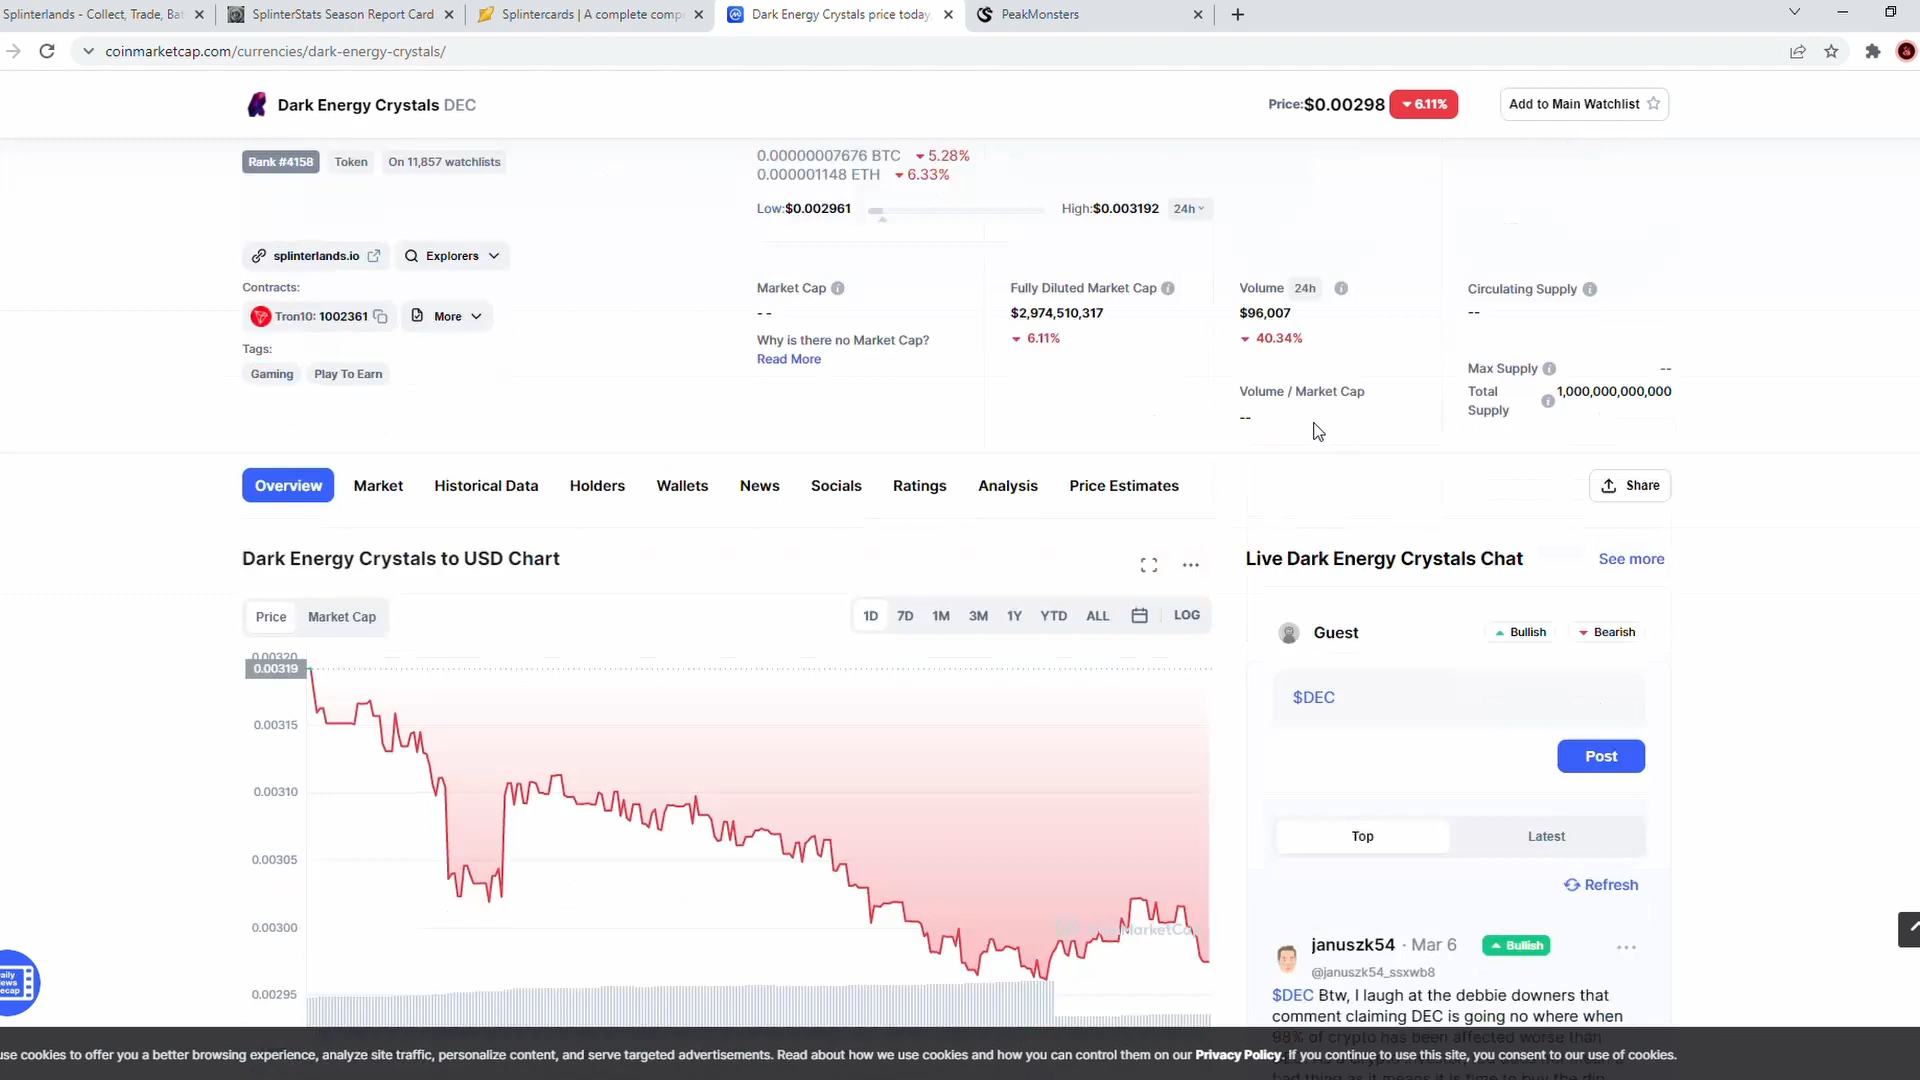 Splinterlands - Collect, Trade, Bat
SplinterStats Season Report Card
Splintercards | A complete comp
Dark Energy Crystals price today,
PeakMonsters
coinmarketcap.com/currencies/dark-energy-crystals/
Dark Energy Crystals DEC
Price:$0.00298
6.11%
Add to Main Watchlist
Rank #4158
Token
On 11,857 watchlists
0.00000007676 BTC
5.28%
0.000001148 ETH
6.33%
Low:$0.002961
High:$0.003192
24h
splinterlands.io
Explorers
Contracts:
Tron10: 1002361
More
Tags:
Gaming
Play To Earn
Market Cap
- -
Why is there no Market Cap?
Read More
Fully Diluted Market Cap
$2,974,510,317
6.11%
Volume
24h
$96,007
40.34%
Volume / Market Cap
--
Circulating Supply
--
Max Supply
--
Total
Supply
1,000,000,000,000
Overview
Market
Historical Data
Holders
Wallets
News
Socials
Ratings
Analysis
Price Estimates
Share
Dark Energy Crystals to USD Chart
Price
Market Cap
1D
7D
1M
3M
1Y
YTD
ALL
LOG
0.00320
0.00319
0.00315
0.00310
0.00305
0.00300
0.00295
Live Dark Energy Crystals Chat
See more
Guest
Bullish
Bearish
$DEC
Post
Top
Latest
Refresh
januszk54 · Mar 6
Bullish
@januszk54_ssxwb8
$DEC Btw, I laugh at the debbie downers that
comment claiming DEC is going no where when
98% of crypto has been affected worse than
use cookies to offer you a better browsing experience, analyze site traffic, personalize content, and serve targeted advertisements. Read about how we use cookies and how you can control them on our Privacy Policy. If you continue to use this site, you consent to our use of cookies.